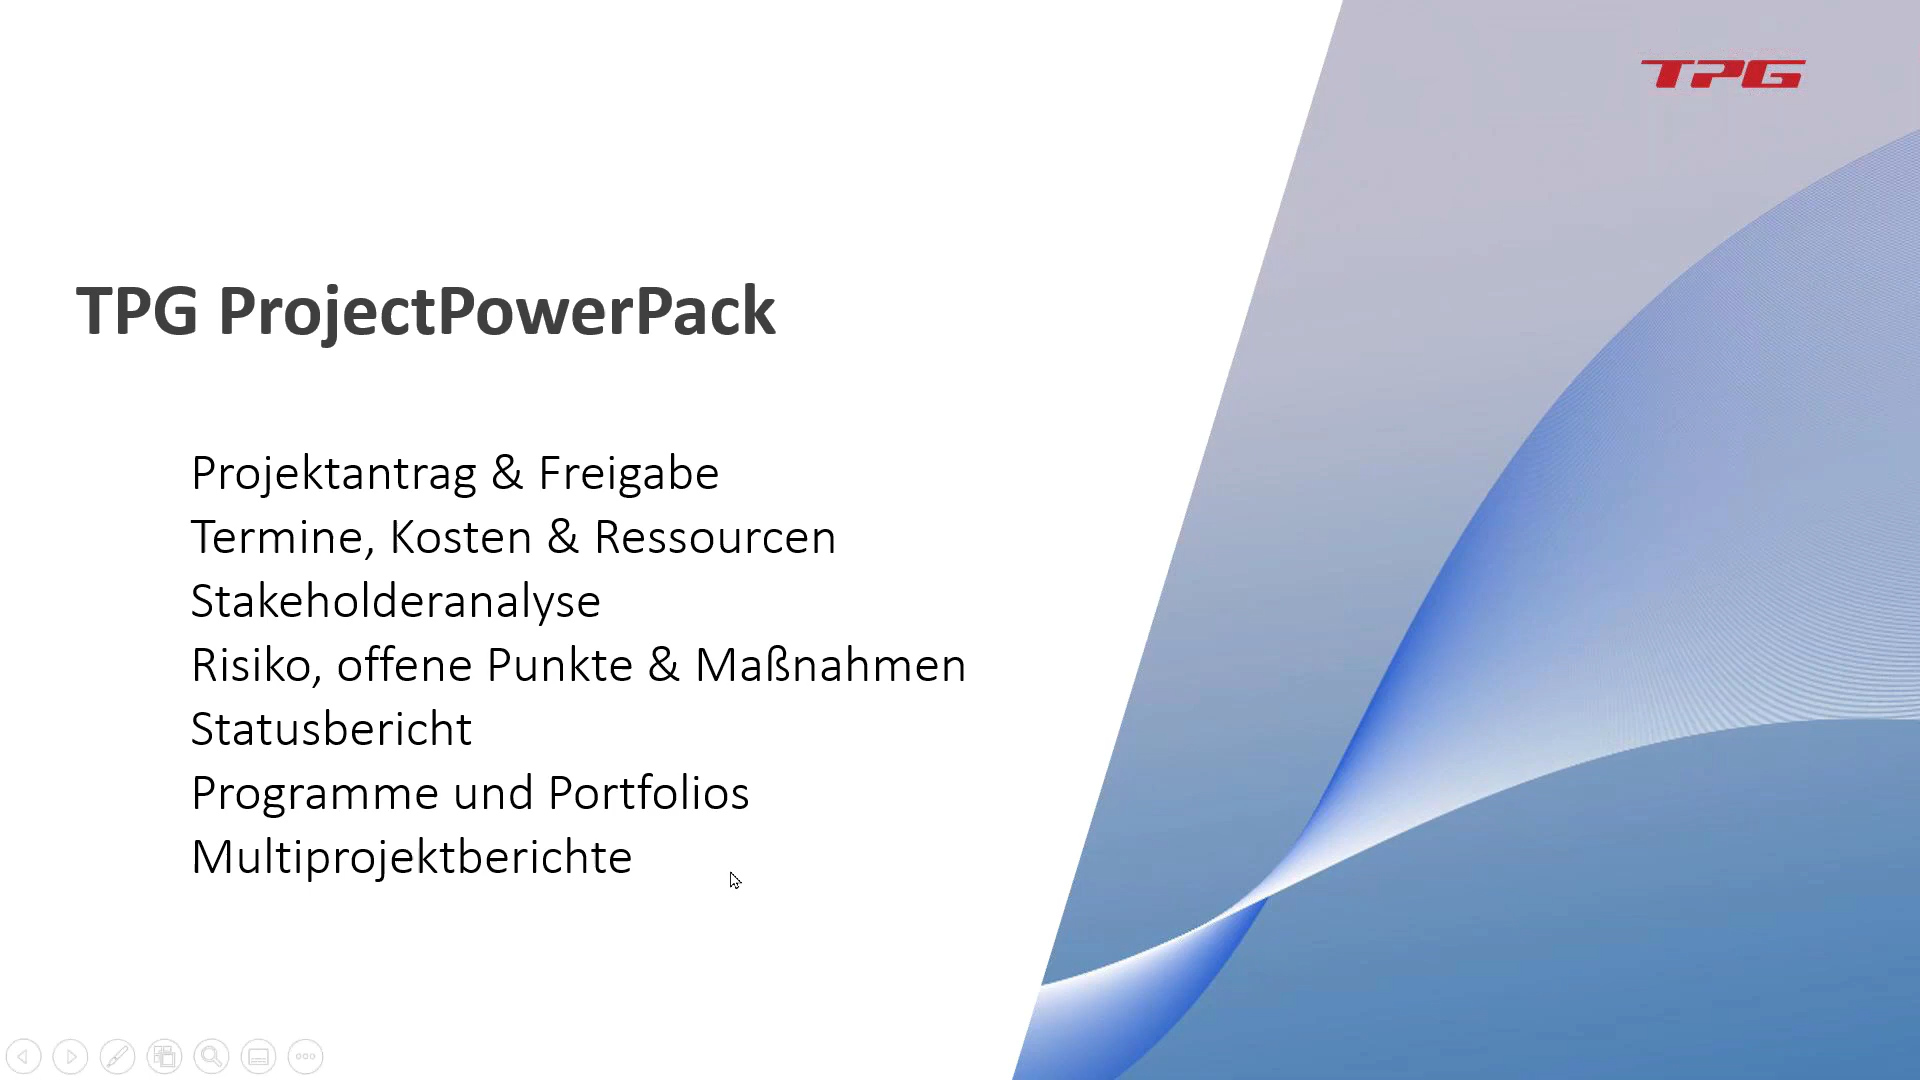 TPG
TPG ProjectPowerPack
Projektantrag & Freigabe
Termine, Kosten & Ressourcen
Stakeholderanalyse
Risiko, offene Punkte & Maßnahmen
Statusbericht
Programme und Portfolios
Multiprojektberichte